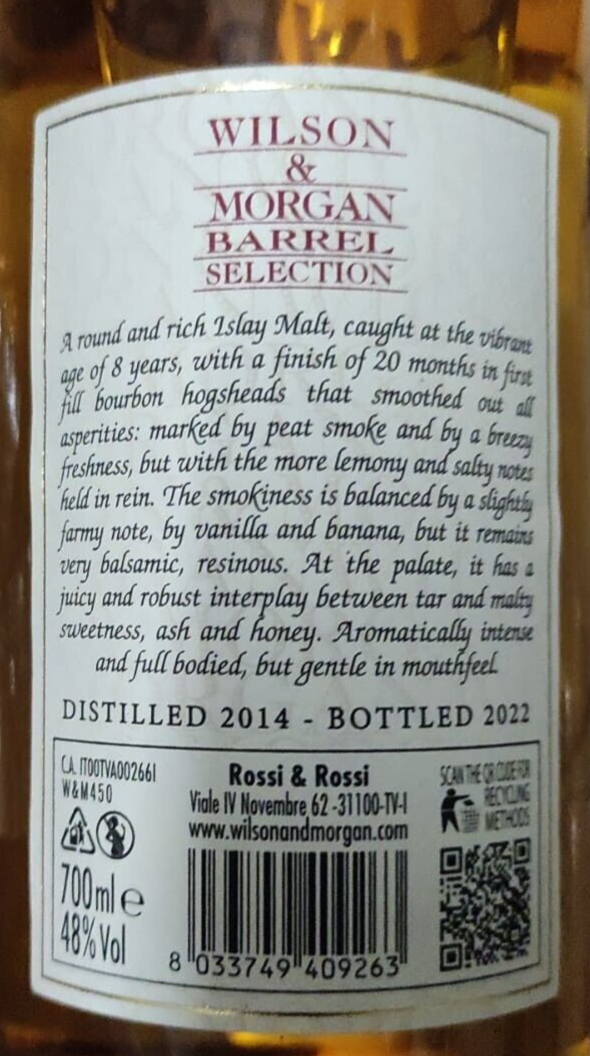 WILSON
&
MORGAN
BARREL
SELECTION
A round and rich Islay Malt, caught at the vibrant
age of 8 years, with a finish of 20 months in first
fill bourbon hogsheads that smoothed out all
asperities: marked by peat smoke and by a breezy
freshness, but with the more lemony and salty notes
held in rein. The smokiness is balanced by a slightly
farmy note, by vanilla and banana, but it remains
very balsamic, resinous. At the palate, it has a
juicy and robust interplay between tar and malty
sweetness, ash and honey. Aromatically intense
and full bodied, but gentle in mouthfeel.
DISTILLED 2014 - BOTTLED 2022
C.A. IT00TVA00266I
W&M450
700ml e
48%Vol
Rossi & Rossi
Viale IV Novembre 62 -31100-TV-I
www.wilsonandmorgan.com
8 033749 409263
SCAN THE QR CODE FOR
RECYCLING
METHODS